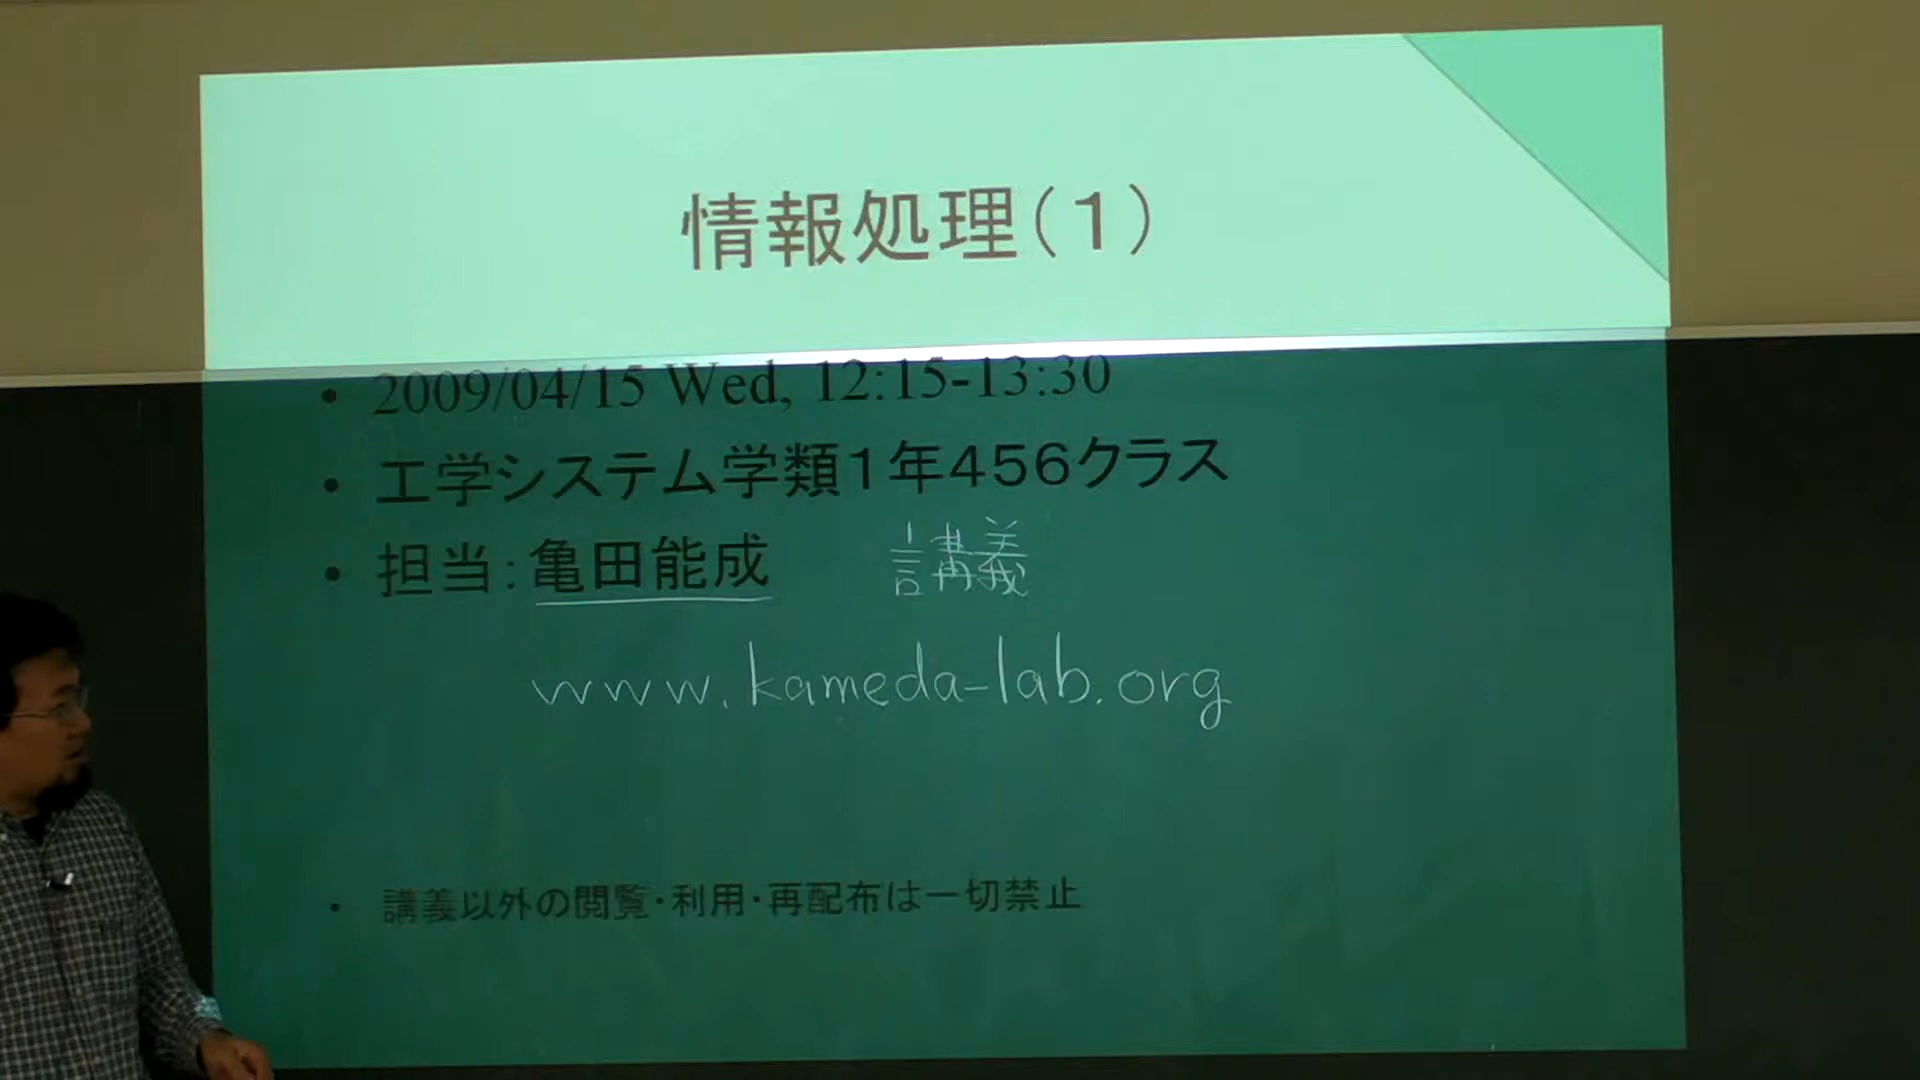 情報処理（１）
• 2009/04/15 Wed, 12:15-13:30
• 工学システム学類１年４５６クラス
• 担当：亀田能成
講義
www.kameda-lab.org
• 講義以外の閲覧・利用・再配布は一切禁止